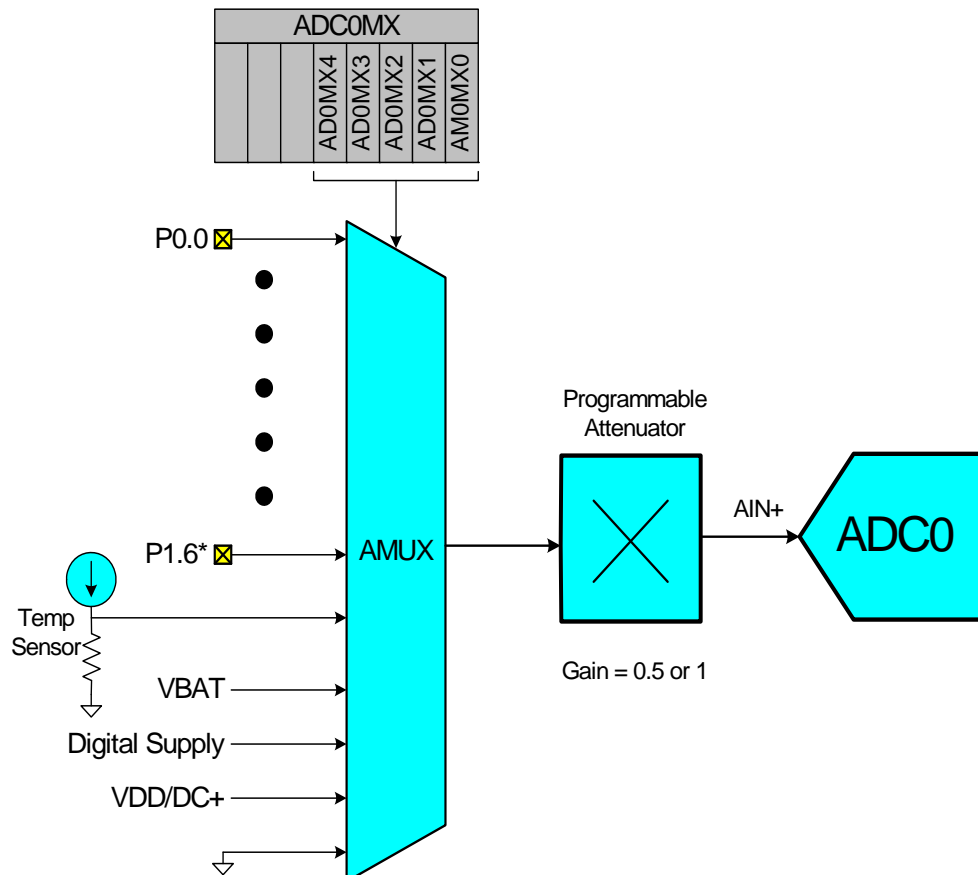 ADC0MX
AD0MX4
AD0MX3
AD0MX2
AD0MX1
AM0MX0
P0.0
Programmable
Attenuator
AIN+
ADC0
P1.6*
AMUX
Temp
Sensor
Gain = 0.5 or 1
VBAT
Digital Supply
VDD/DC+